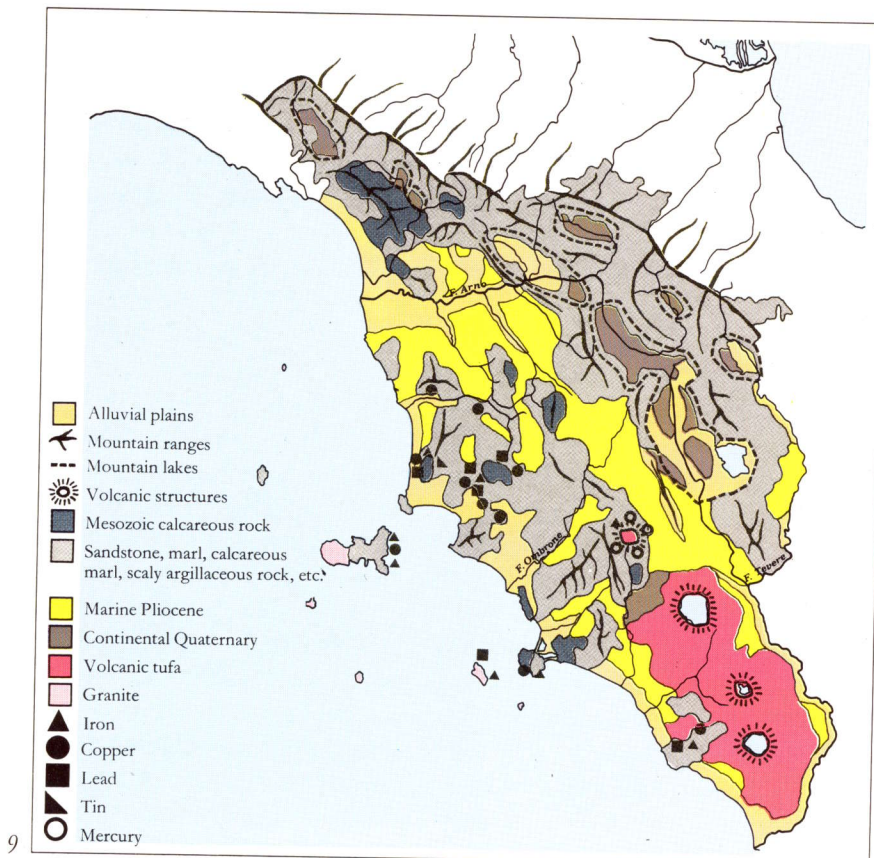 F. Arno
F. Ombrone
F. Tevere
Alluvial plains
Mountain ranges
Mountain lakes
Volcanic structures
Mesozoic calcareous rock
Sandstone, marl, calcareous
marl, scaly argillaceous rock, etc.
Marine Pliocene
Continental Quaternary
Volcanic tufa
Granite
Iron
Copper
Lead
Tin
Mercury
9